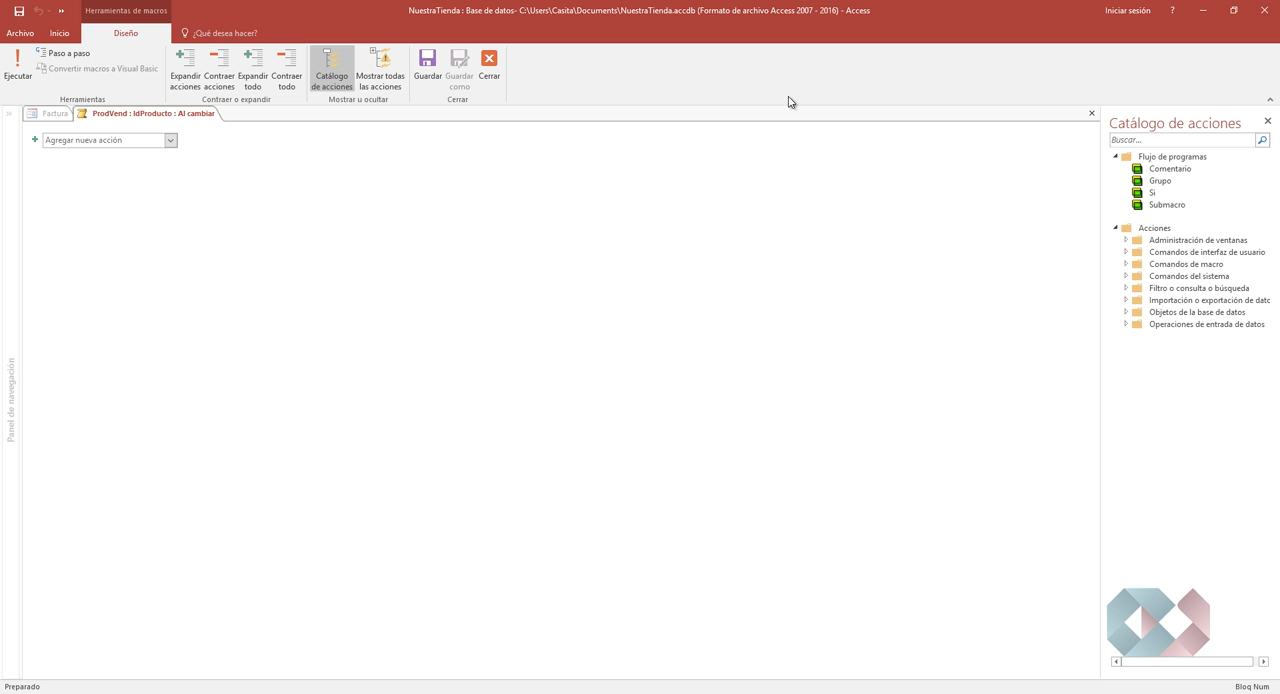 Herramientas de macros
NuestraTienda : Base de datos- C:\Users\Casita\Documents\NuestraTienda.accdb (Formato de archivo Access 2007 - 2016) - Access
Iniciar sesión
?
Archivo
Inicio
Diseño
¿Qué desea hacer?
Ejecutar
Paso a paso
Convertir macros a Visual Basic
Herramientas
Expandir acciones
Contraer acciones
Expandir todo
Contraer todo
Contraer o expandir
Catálogo de acciones
Mostrar todas las acciones
Mostrar u ocultar
Guardar
Guardar como
Cerrar
Cerrar
Factura
ProdVend : IdProducto : Al cambiar
Agregar nueva acción
Panel de navegación
Catálogo de acciones
Buscar...
Flujo de programas
Comentario
Grupo
Si
Submacro
Acciones
Administración de ventanas
Comandos de interfaz de usuario
Comandos de macro
Comandos del sistema
Filtro o consulta o búsqueda
Importación o exportación de datc
Objetos de la base de datos
Operaciones de entrada de datos
Preparado
Bloq Num